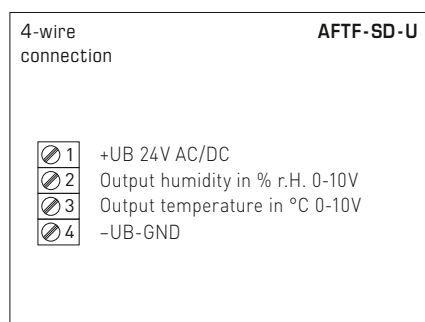 4-wire AFTF-SD-U
connection
1 +UB 24V AC/DC
2 Output humidity in % r.H. 0-10V
3 Output temperature in °C 0-10V
4 –UB-GND